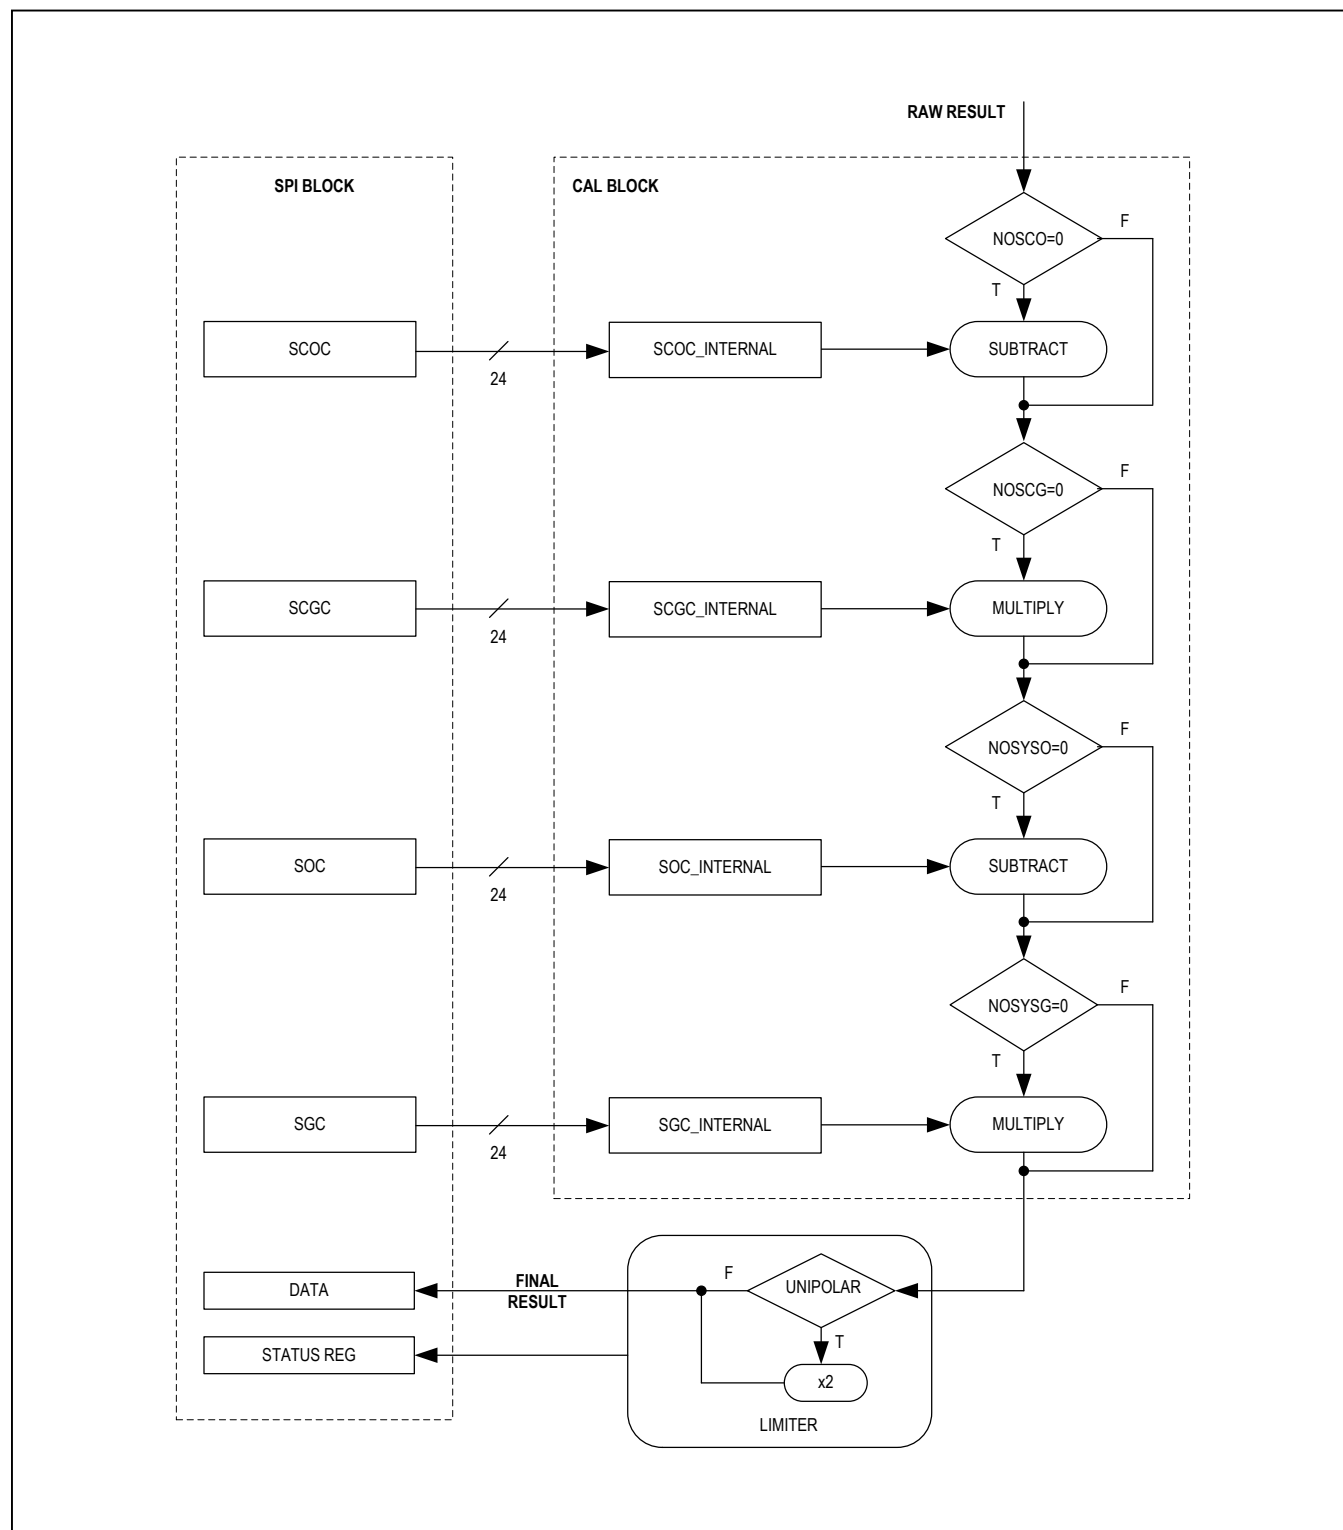 RAW RESULT
SPI BLOCK
CAL BLOCK
NOSCO=0
F
T
SCOC
24
SCOC_INTERNAL
SUBTRACT
NOSCG=0
F
T
SCGC
24
SCGC_INTERNAL
MULTIPLY
NOSYSO=0
F
T
SOC
24
SOC_INTERNAL
SUBTRACT
NOSYSG=0
F
T
SGC
24
SGC_INTERNAL
MULTIPLY
DATA
FINAL
RESULT
F
UNIPOLAR
T
STATUS REG
x2
LIMITER